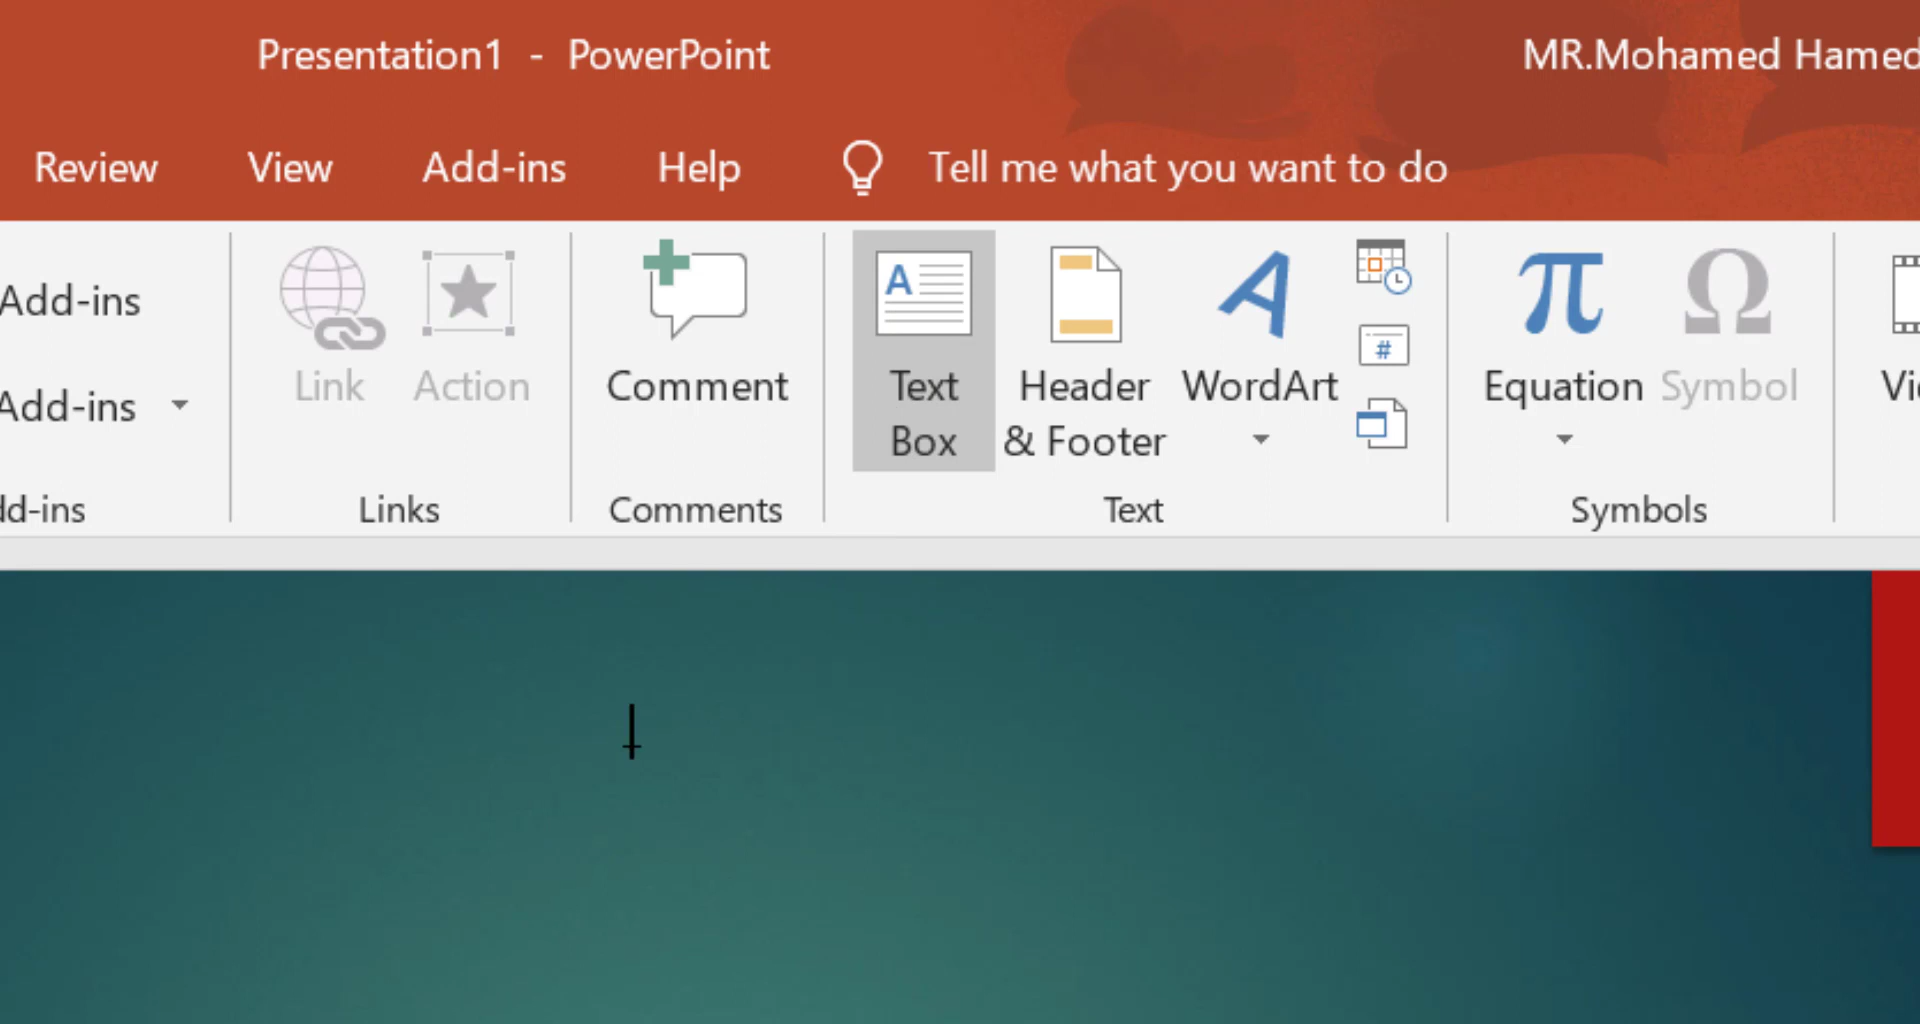 Presentation1 - PowerPoint
MR.Mohamed Hamed
Review View Add-ins Help Tell me what you want to do
Add-ins
Add-ins
Link Action Comment Text Box Header & Footer WordArt # Equation Symbol
Links Comments Text Symbols